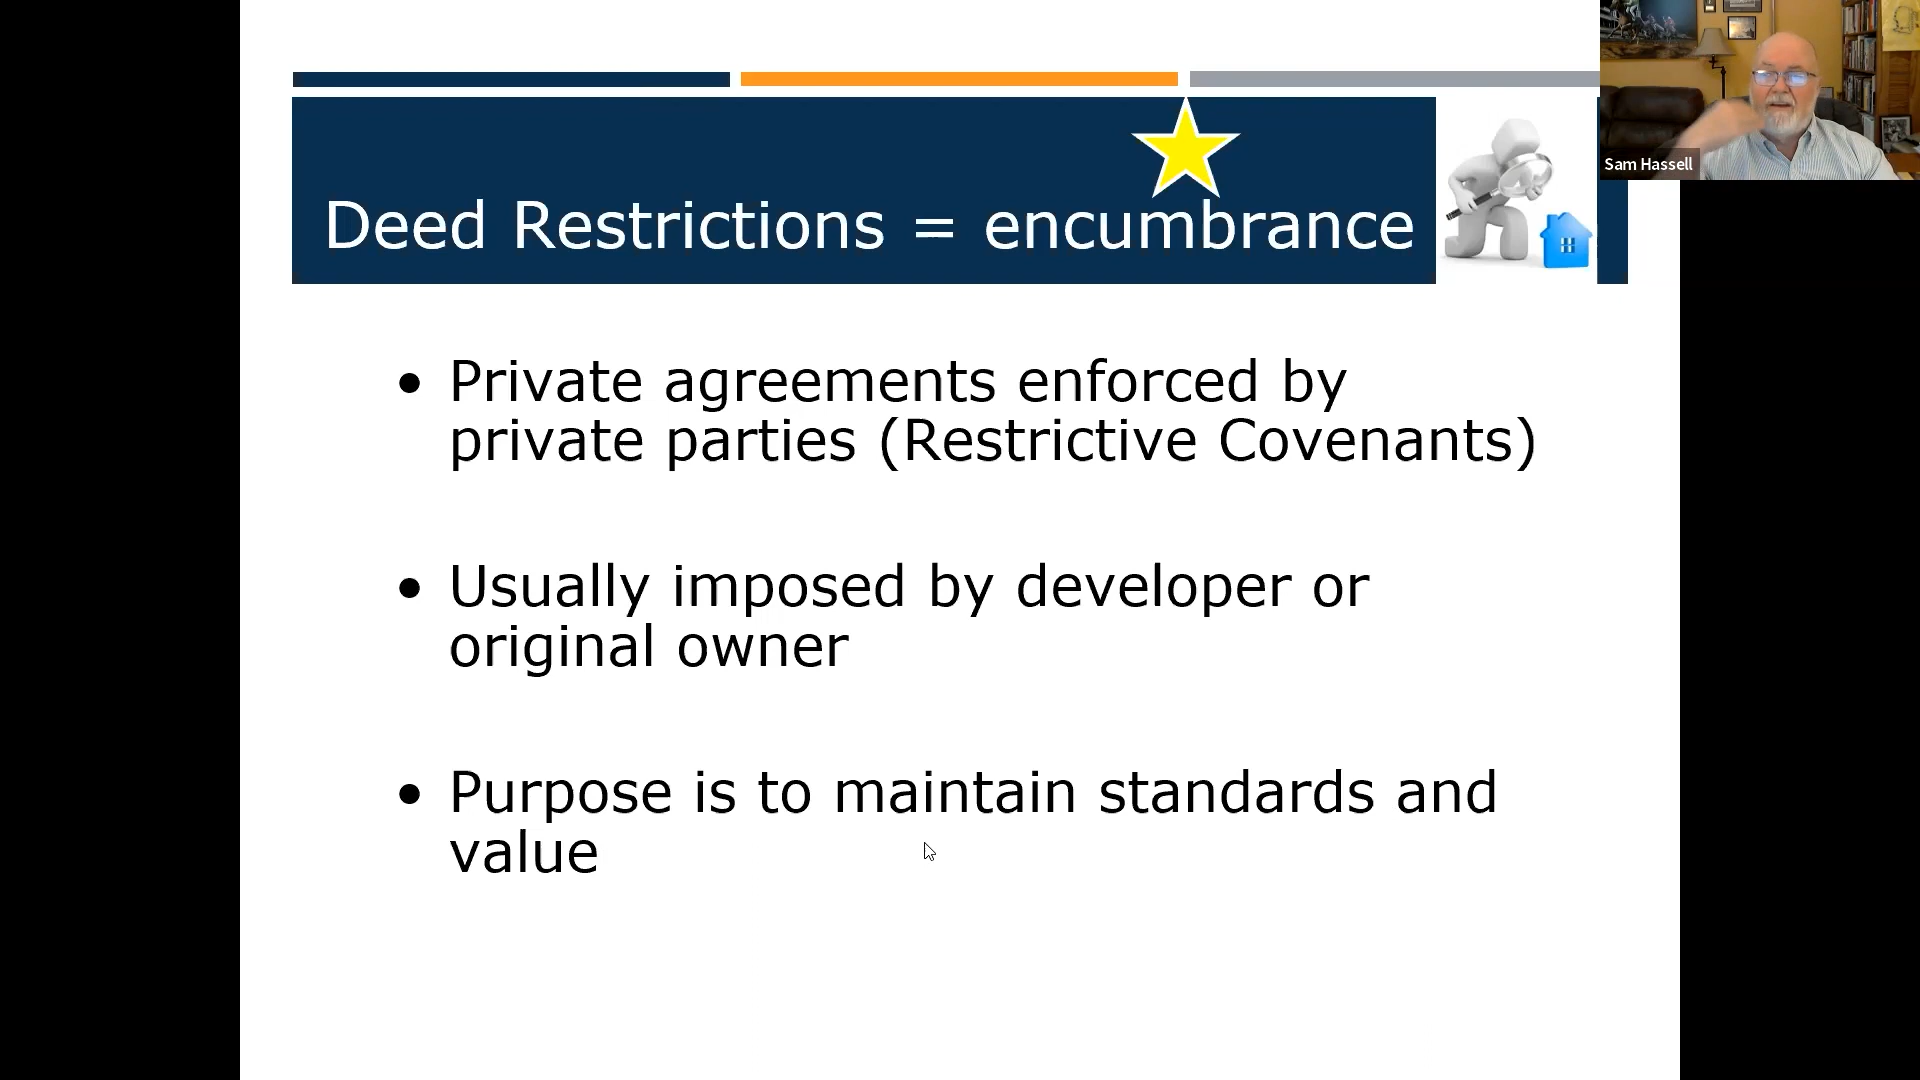 Sam Hassell
Deed Restrictions = encumbrance
• Private agreements enforced by
private parties (Restrictive Covenants)
• Usually imposed by developer or
original owner
• Purpose is to maintain standards and
value